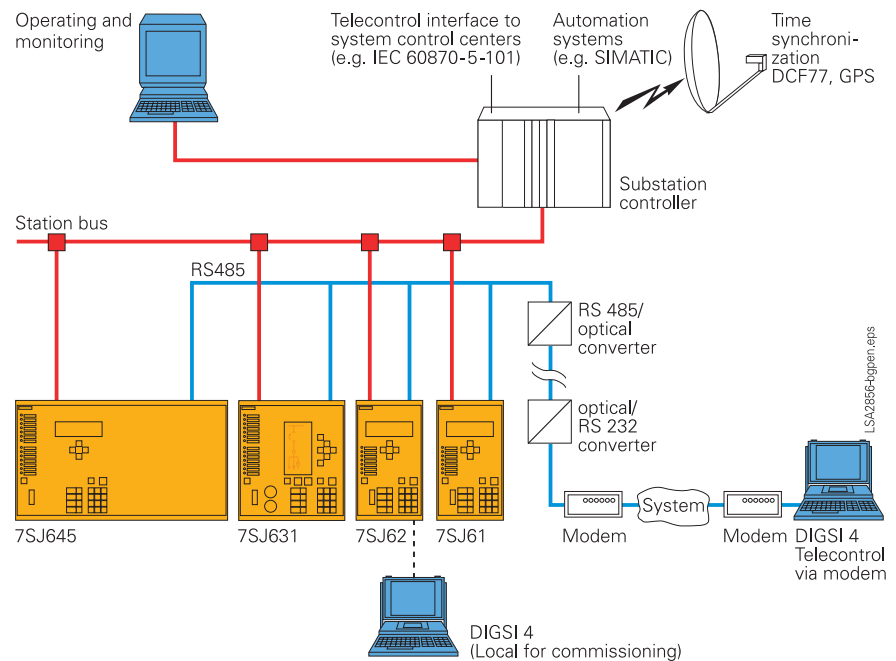 Operating and
monitoring
Telecontrol interface to
system control centers
(e.g. IEC 60870-5-101)
Automation
systems
(e.g. SIMATIC)
Time
synchroni-
zation
DCF77, GPS
Substation
controller
Station bus
RS485
RS 485/
optical
converter
optical/
RS 232
converter
LSA2856-bgpen.eps
7SJ645
7SJ631
7SJ62
7SJ61
Modem
System
Modem
DIGSI 4
Telecontrol
via modem
DIGSI 4
(Local for commissioning)